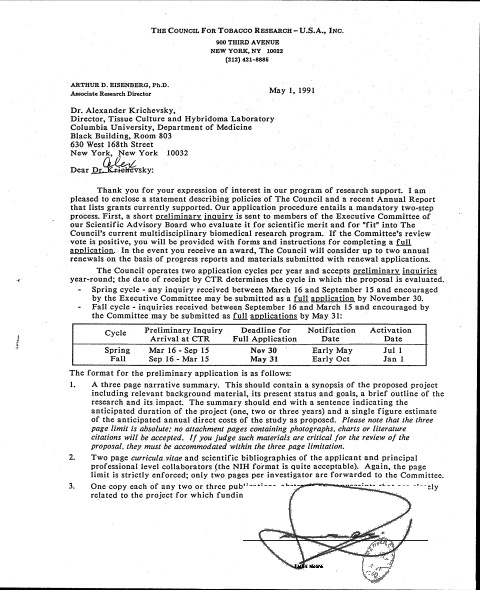 THE COUNCIL FOR TOBACCO RESEARCH – U.S.A., INC.
900 THIRD AVENUE
NEW YORK, NY 10022
(212) 421-8885
ARTHUR D. EISENBERG, Ph.D.
Associate Research Director
May 1, 1991
Dr. Alexander Krichevsky,
Director, Tissue Culture and Hybridoma Laboratory
Columbia University, Department of Medicine
Black Building, Room 803
630 West 168th Street
New York, New York 10032
Alex
Dear Dr. Krichevsky:
Thank you for your expression of interest in our program of research support. I am
pleased to enclose a statement describing policies of The Council and a recent Annual Report
that lists grants currently supported. Our application procedure entails a mandatory two-step
process. First, a short preliminary inquiry is sent to members of the Executive Committee of
our Scientific Advisory Board who evaluate it for scientific merit and for "fit" into The
Council's current multidisciplinary biomedical research program. If the Committee's review
vote is positive, you will be provided with forms and instructions for completing a full
application. In the event you receive an award, The Council will consider up to two annual
renewals on the basis of progress reports and materials submitted with renewal applications.
The Council operates two application cycles per year and accepts preliminary inquiries
year-round; the date of receipt by CTR determines the cycle in which the proposal is evaluated.
- Spring cycle - any inquiry received between March 16 and September 15 and encouraged
by the Executive Committee may be submitted as a full application by November 30.
- Fall cycle - inquiries received between September 16 and March 15 and encouraged by
the Committee may be submitted as full applications by May 31:
Cycle Preliminary Inquiry Arrival at CTR Deadline for Full Application Notification Date Activation Date
Spring Mar 16 - Sep 15 Nov 30 Early May Jul 1
Fall Sep 16 - Mar 15 May 31 Early Oct Jan 1
The format for the preliminary application is as follows:
1. A three page narrative summary. This should contain a synopsis of the proposed project
including relevant background material, its present status and goals, a brief outline of the
research and its impact. The summary should end with a sentence indicating the
anticipated duration of the project (one, two or three years) and a single figure estimate
of the anticipated annual direct costs of the study as proposed. Please note that the three
page limit is absolute; no attachment pages containing photographs, charts or literature
citations will be accepted. If you judge such materials are critical for the review of the
proposal, they must be accommodated within the three page limitation.
2. Two page curricula vitae and scientific bibliographies of the applicant and principal
professional level collaborators (the NIH format is quite acceptable). Again, the page
limit is strictly enforced; only two pages per investigator are forwarded to the Committee.
3. One copy each of any two or three
related to the project for which fundin